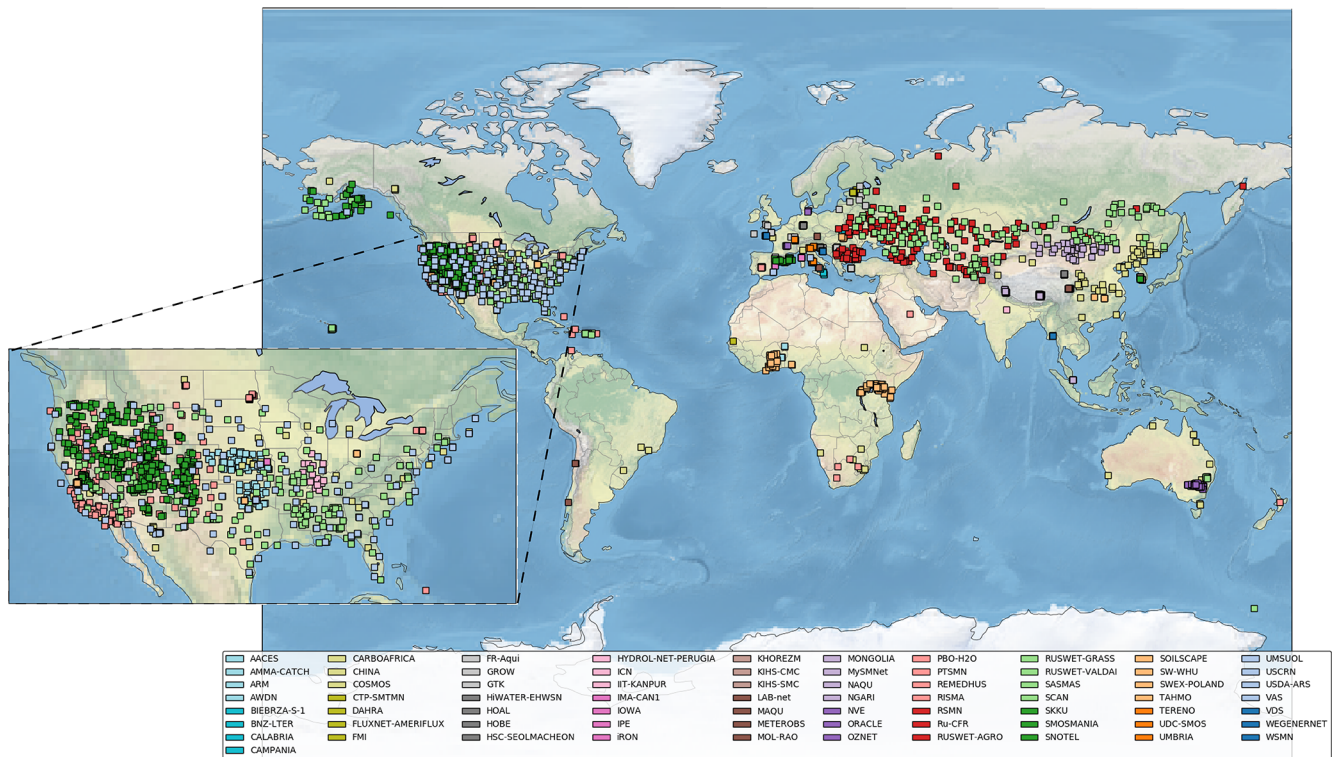 AACES
AMMA-CATCH
ARM
AWDN
BIEBRZA-S-1
BNZ-LTER
CALABRIA
CAMPANIA
CARBOAFRICA
CHINA
COSMOS
CTP-SMTMN
DAHRA
FLUXNET-AMERIFLUX
FMI
FR-Aqui
GROW
GTK
HiWATER-EHWSN
HOAL
HOBE
HSC-SEOLMACHEON
HYDROL-NET-PERUGIA
ICN
IIT-KANPUR
IMA-CAN1
IOWA
IPE
iRON
KHOREZM
KIHS-CMC
KIHS-SMC
LAB-net
MAQU
METEROBS
MOL-RAO
MONGOLIA
MySMNet
NAQU
NGARI
NVE
ORACLE
OZNET
PBO-H2O
PTSMN
REMEDHUS
RISMA
RSMN
Ru-CFR
RUSWET-AGRO
RUSWET-GRASS
RUSWET-VALDAI
SASMAS
SCAN
SKKU
SMOSMANIA
SNOTEL
SOILSCAPE
SW-WHU
SWEX-POLAND
TAHMO
TERENO
UDC-SMOS
UMBRIA
UMSUOL
USCRN
USDA-ARS
VAS
VDS
WEGENERNET
WSMN